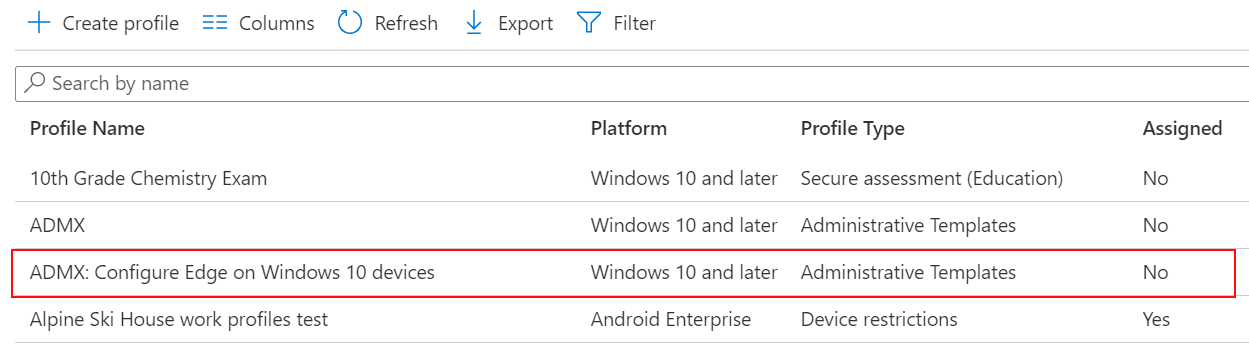 Create profile Columns Refresh Export Filter
Search by name
Profile Name Platform Profile Type Assigned
10th Grade Chemistry Exam Windows 10 and later Secure assessment (Education) No
ADMX Windows 10 and later Administrative Templates No
ADMX: Configure Edge on Windows 10 devices Windows 10 and later Administrative Templates No
Alpine Ski House work profiles test Android Enterprise Device restrictions Yes